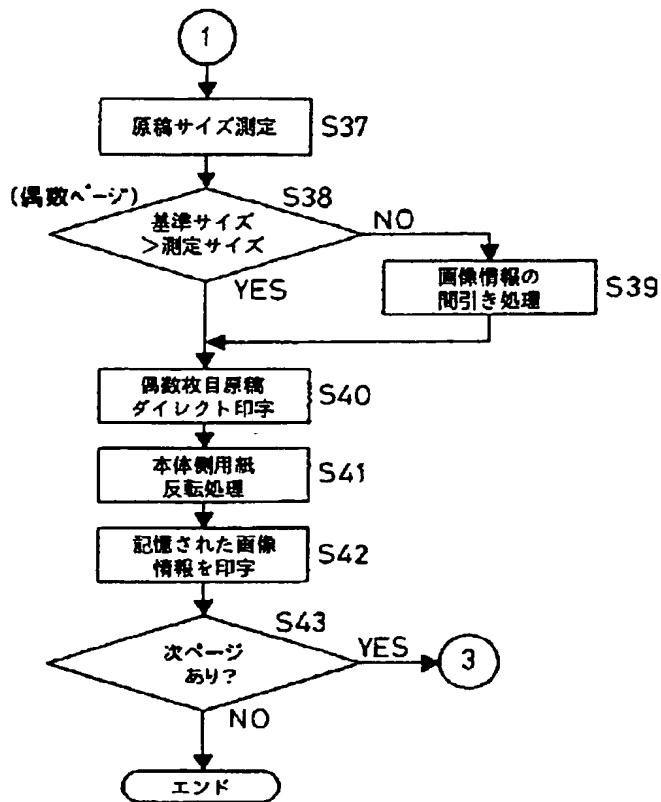 1
原稿サイズ測定
S37
(偶数ページ)
S38
基準サイズ
>測定サイズ
NO
YES
画像情報の
間引き処理
S39
偶数枚目原稿
ダイレクト印字
S40
本体側用紙
反転処理
S41
記憶された画像
情報を印字
S42
S43
次ページ
あり?
YES
3
NO
エンド